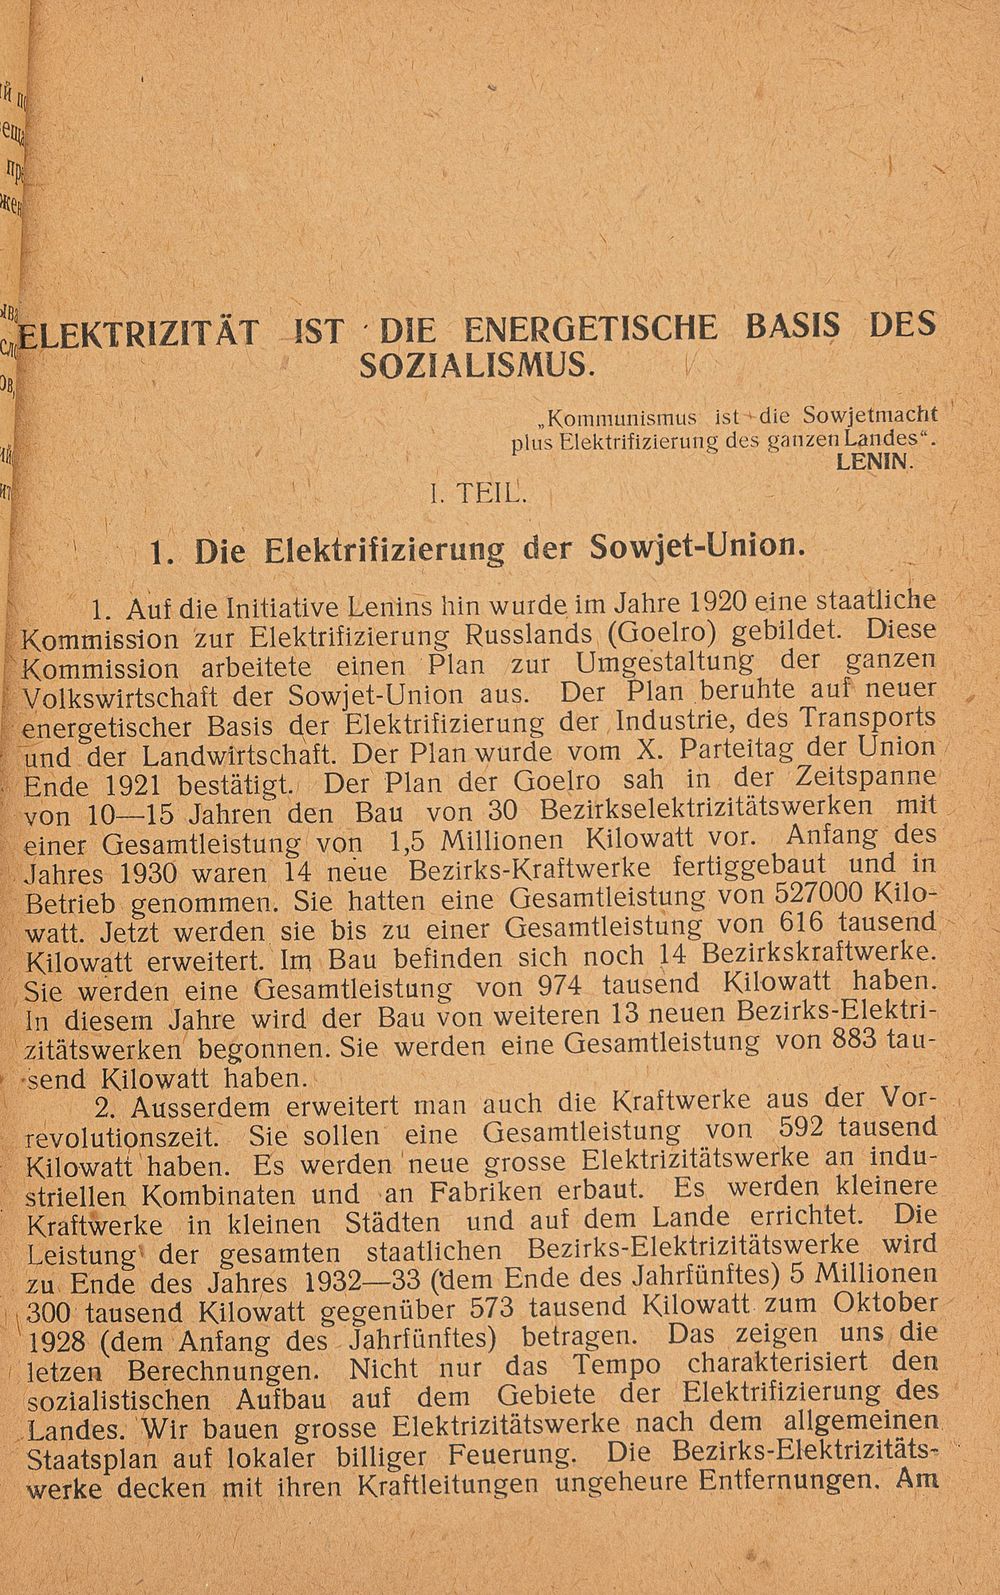 ELEKTRIZITÄT IST DIE ENERGETISCHE BASIS DES
SOZIALISMUS.
„Kommunismus ist die Sowjetmacht
plus Elektrifizierung des ganzen Landes“.
LENIN.
I. TEIL.
1. Die Elektrifizierung der Sowjet-Union.
1. Auf die Initiative Lenins hin wurde im Jahre 1920 eine staatliche
Kommission zur Elektrifizierung Russlands (Goelro) gebildet. Diese
Kommission arbeitete einen Plan zur Umgestaltung der ganzen
Volkswirtschaft der Sowjet-Union aus. Der Plan beruhte auf neuer
energetischer Basis der Elektrifizierung der Industrie, des Transports
und der Landwirtschaft. Der Plan wurde vom X. Parteitag der Union
Ende 1921 bestätigt. Der Plan der Goelro sah in der Zeitspanne
von 10—15 Jahren den Bau von 30 Bezirkselektrizitätswerken mit
einer Gesamtleistung von 1,5 Millionen Kilowatt vor. Anfang des
Jahres 1930 waren 14 neue Bezirks-Kraftwerke fertiggebaut und in
Betrieb genommen. Sie hatten eine Gesamtleistung von 527000 Kilo-
watt. Jetzt werden sie bis zu einer Gesamtleistung von 616 tausend
Kilowatt erweitert. Im Bau befinden sich noch 14 Bezirkskraftwerke.
Sie werden eine Gesamtleistung von 974 tausend Kilowatt haben.
In diesem Jahre wird der Bau von weiteren 13 neuen Bezirks-Elektri-
zitätswerken begonnen. Sie werden eine Gesamtleistung von 883 tau-
send Kilowatt haben.
2. Ausserdem erweitert man auch die Kraftwerke aus der Vor-
revolutionszeit. Sie sollen eine Gesamtleistung von 592 tausend
Kilowatt haben. Es werden neue grosse Elektrizitätswerke an indu-
striellen Kombinaten und an Fabriken erbaut. Es werden kleinere
Kraftwerke in kleinen Städten und auf dem Lande errichtet. Die
Leistung der gesamten staatlichen Bezirks-Elektrizitätswerke wird
zu Ende des Jahres 1932—33 (dem Ende des Jahrfünftes) 5 Millionen
300 tausend Kilowatt gegenüber 573 tausend Kilowatt zum Oktober
1928 (dem Anfang des Jahrfünftes) betragen. Das zeigen uns die
letzen Berechnungen. Nicht nur das Tempo charakterisiert den
sozialistischen Aufbau auf dem Gebiete der Elektrifizierung des
Landes. Wir bauen grosse Elektrizitätswerke nach dem allgemeinen
Staatsplan auf lokaler billiger Feuerung. Die Bezirks-Elektrizitäts-
werke decken mit ihren Kraftleitungen ungeheure Entfernungen. Am